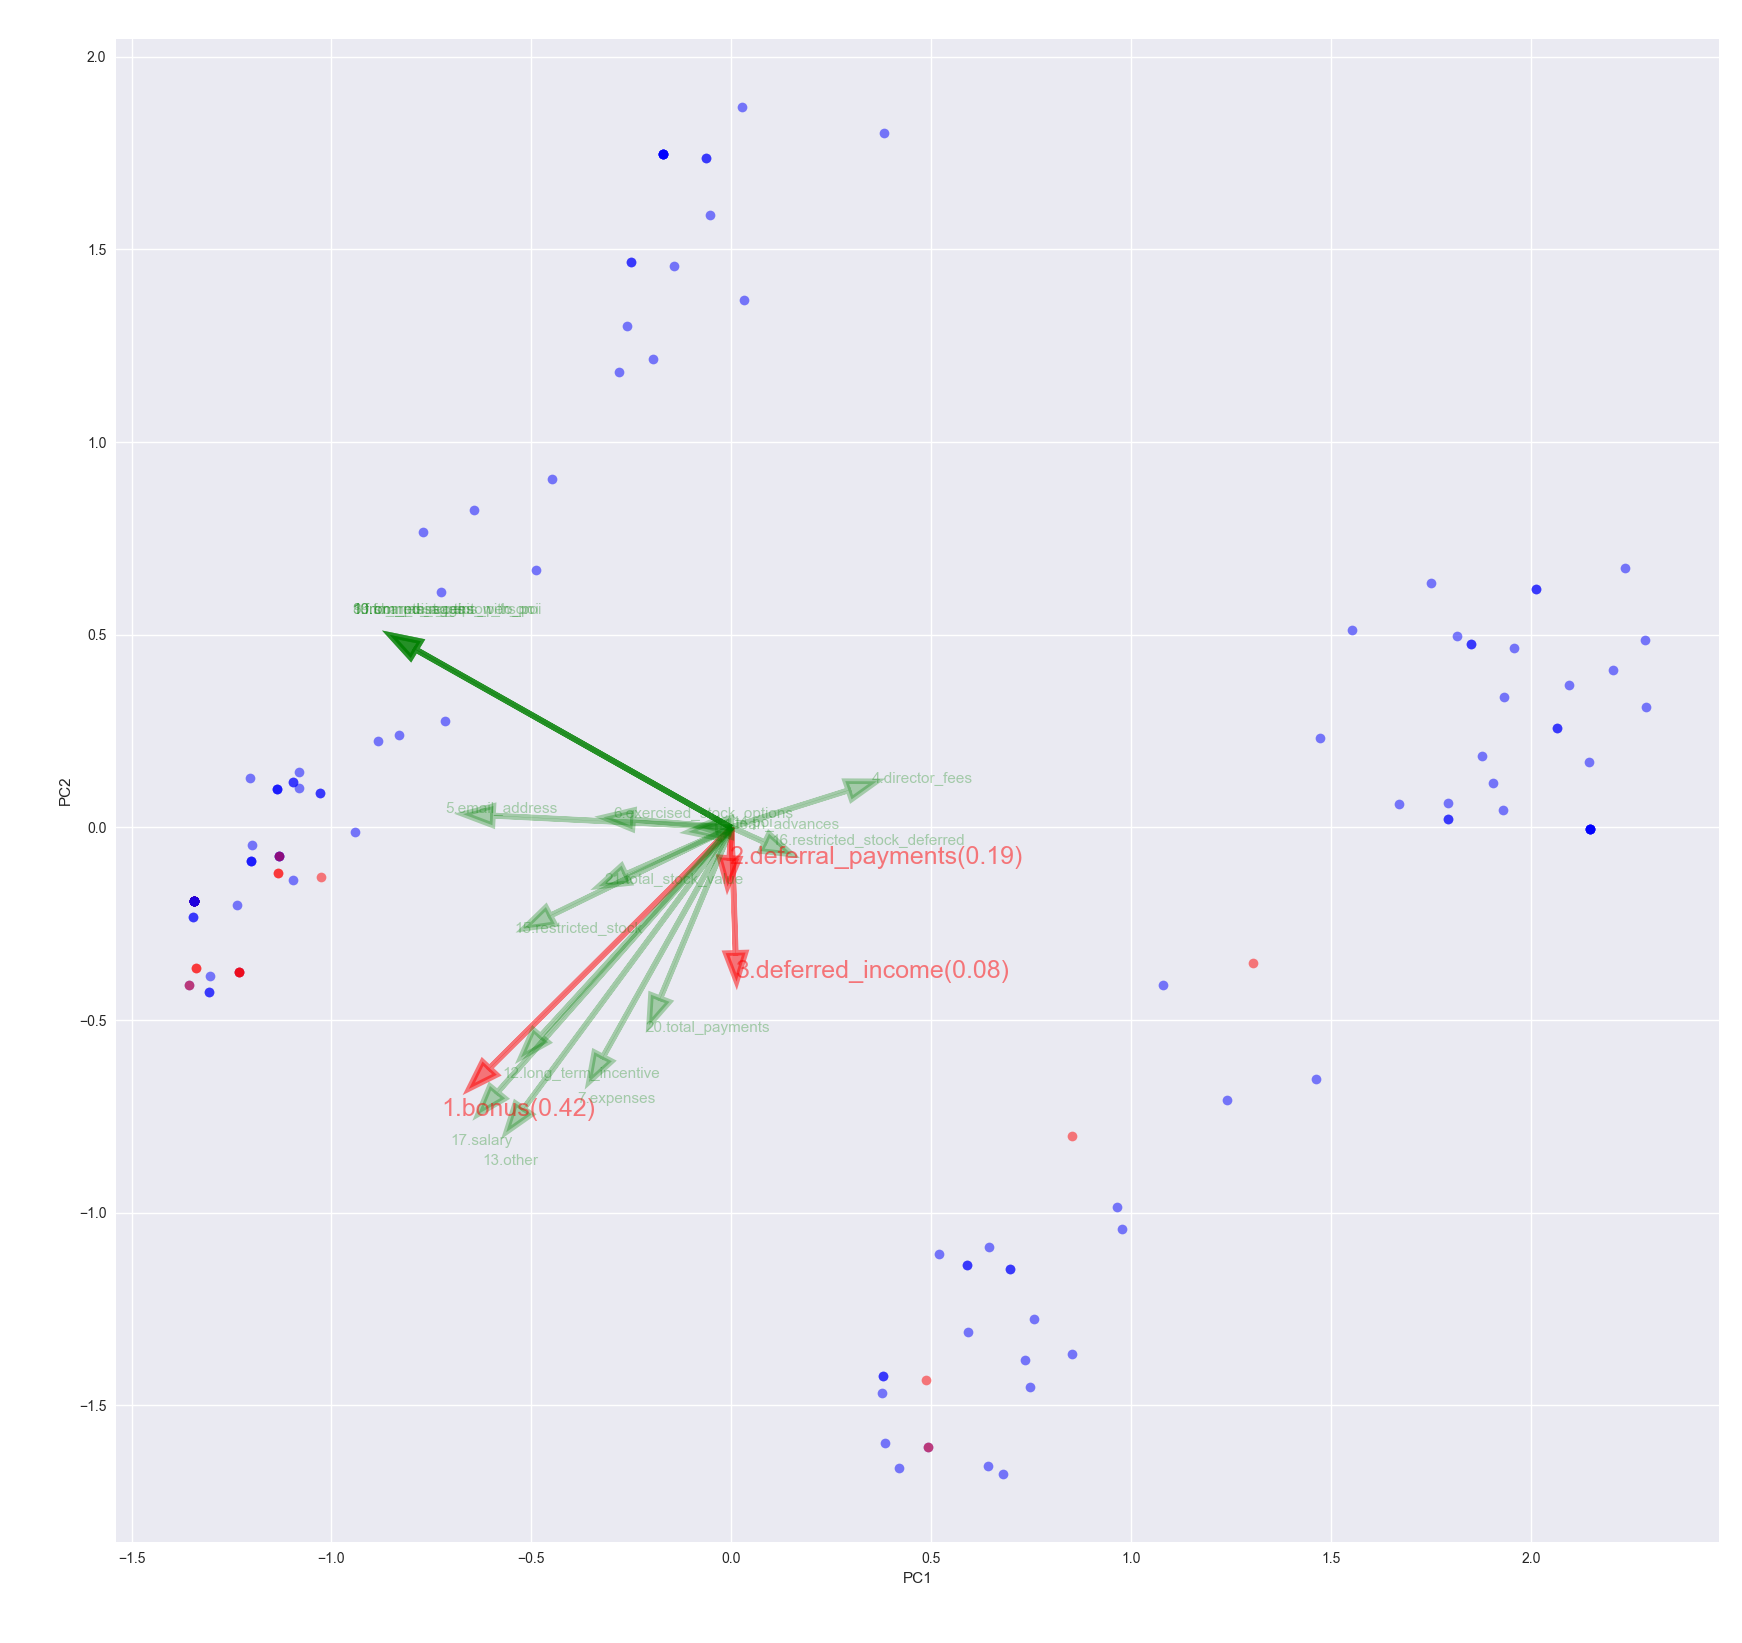 2.0
1.5
1.0
0.5
0.0
−0.5
−1.0
−1.5
PC2
4.director_fees
5.email_address
6.exercised_stock_options
16.restricted_stock_deferred
2.deferral_payments(0.19)
21.total_stock_value
15.restricted_stock
3.deferred_income(0.08)
20.total_payments
12.long_term_incentive
7.expenses
1.bonus(0.42)
17.salary
13.other
−1.5 −1.0 −0.5 0.0 0.5 1.0 1.5 2.0
PC1